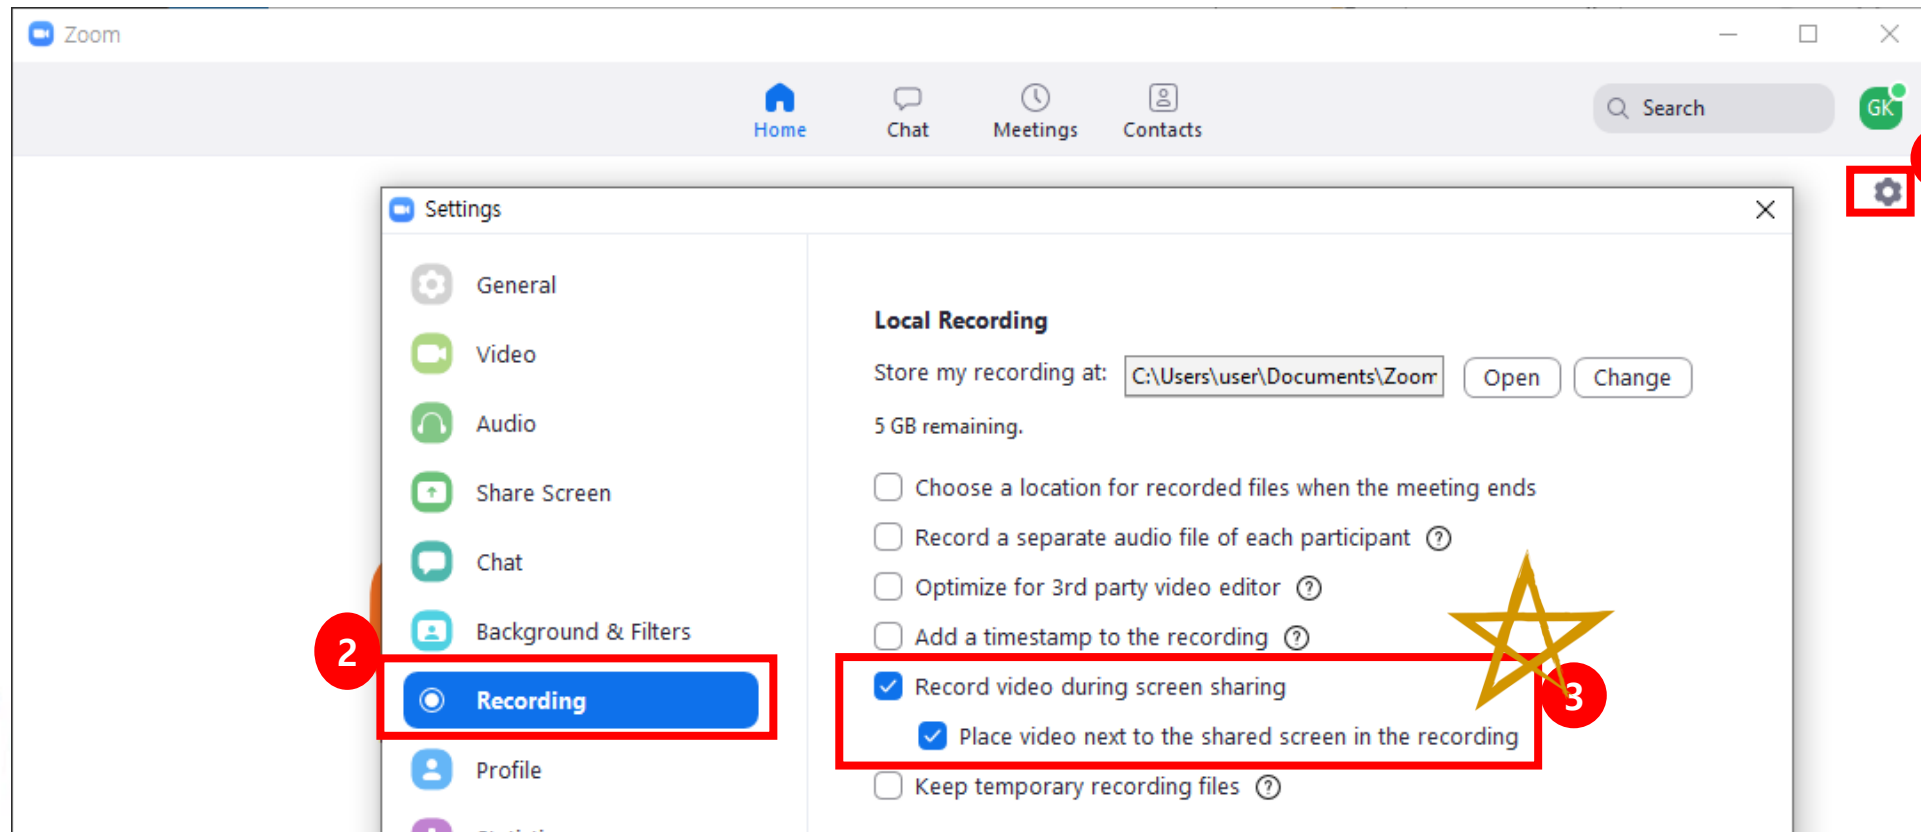 Zoom
Home
Chat
Meetings
Contacts
Search
GK
Settings
General
Video
Audio
Share Screen
Chat
Background & Filters
2
Recording
Profile
Local Recording
Store my recording at: C:\Users\user\Documents\Zoom Open Change
5 GB remaining.
Choose a location for recorded files when the meeting ends
Record a separate audio file of each participant ?
Optimize for 3rd party video editor ?
Add a timestamp to the recording ?
Record video during screen sharing
3
Place video next to the shared screen in the recording
Keep temporary recording files ?